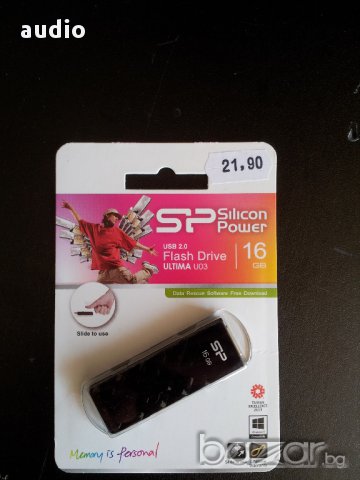 audio
21,90
SP Silicon Power
USB 2.0
Flash Drive
ULTIMA U03
16 GB
Data Rescue Software Free Download
Slide to use
SP
16 GB
Memory is personal
bazar.bg